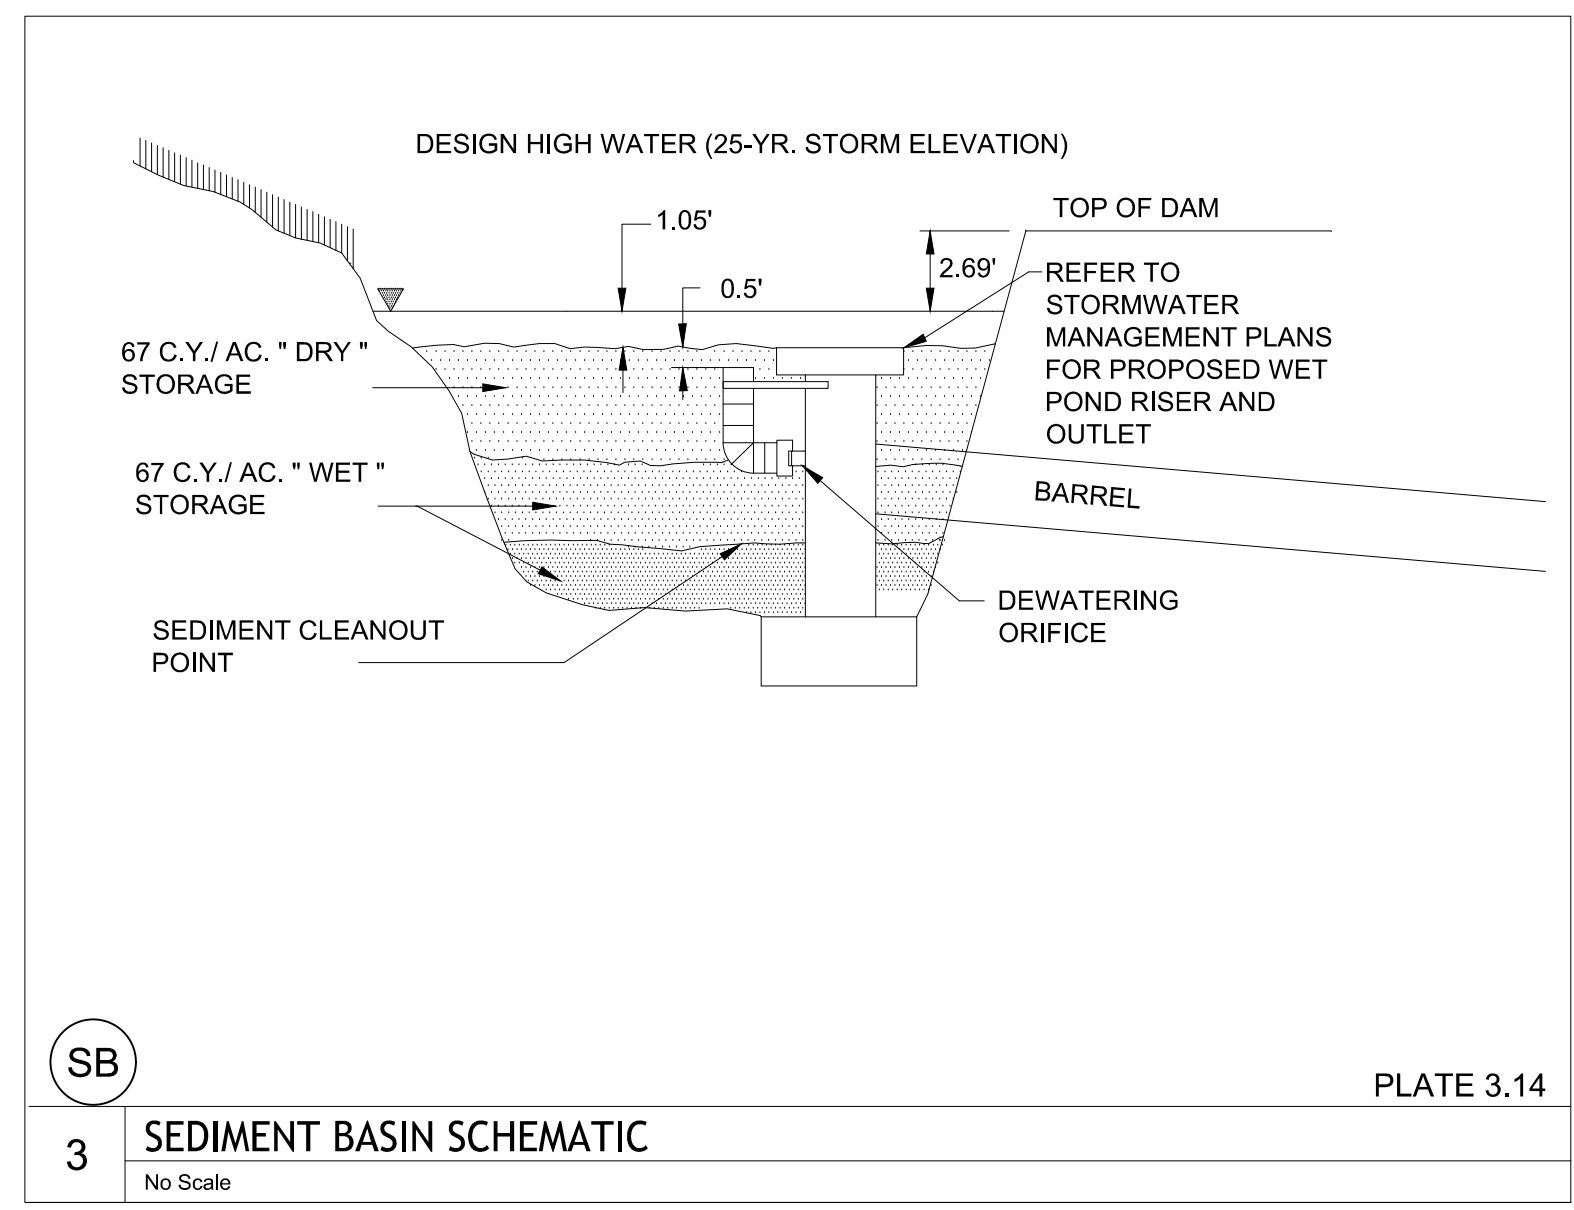 DESIGN HIGH WATER (25-YR. STORM ELEVATION)
TOP OF DAM
1.05'
2.69'
0.5'
REFER TO
STORMWATER
MANAGEMENT PLANS
FOR PROPOSED WET
POND RISER AND
OUTLET
67 C.Y./ AC. " DRY "
STORAGE
67 C.Y./ AC. " WET "
STORAGE
BARREL
DEWATERING
ORIFICE
SEDIMENT CLEANOUT
POINT
SB
PLATE 3.14
3
SEDIMENT BASIN SCHEMATIC
No Scale